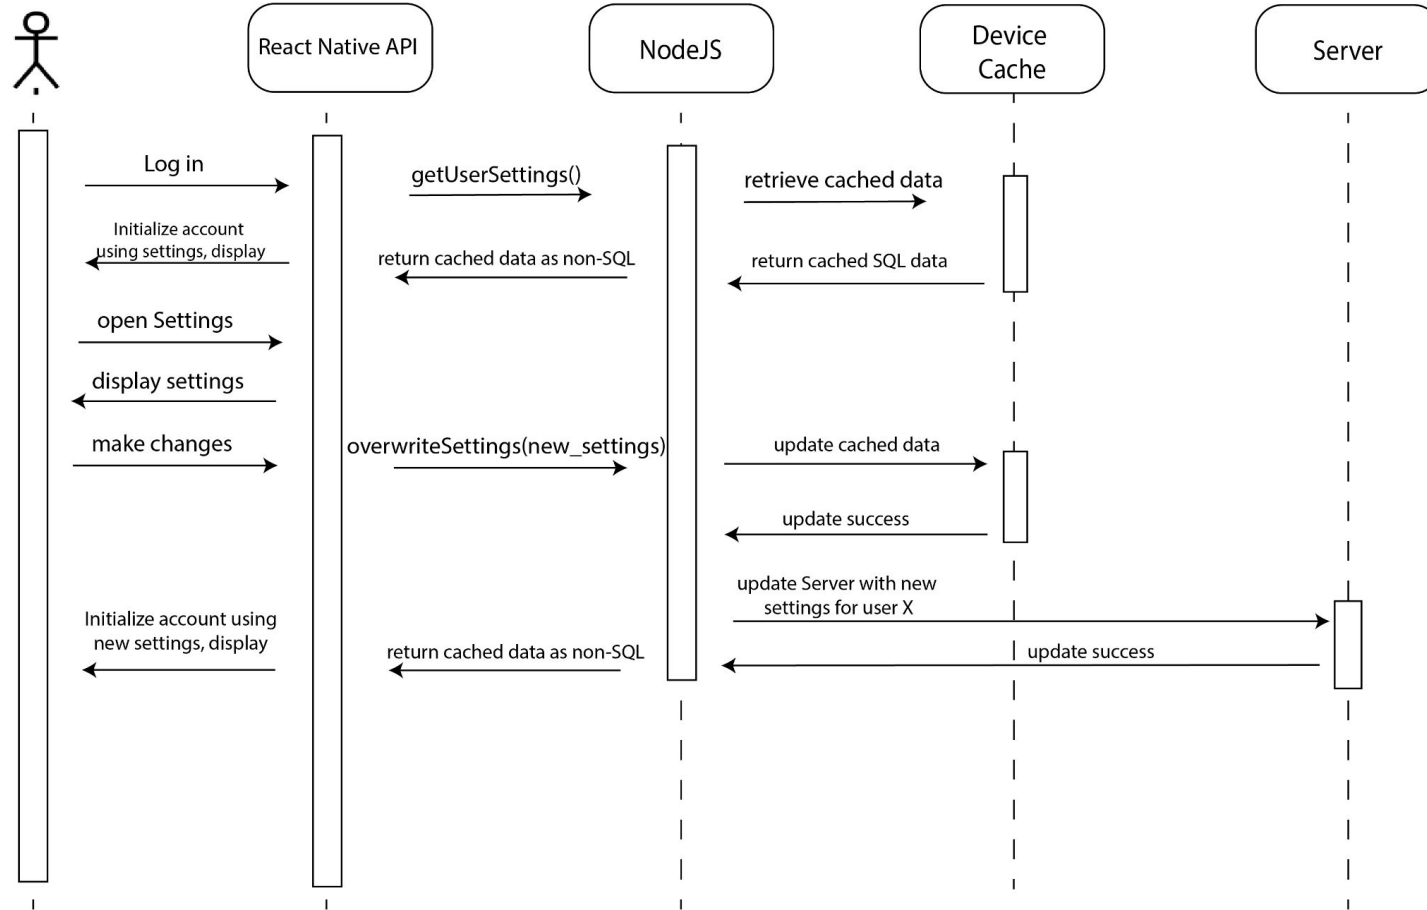 React Native API
NodeJS
Device
Cache
Server
Log in
getUserSettings()
retrieve cached data
Initialize account
using settings, display
return cached data as non-SQL
return cached SQL data
open Settings
display settings
make changes
overwriteSettings(new_settings)
update cached data
update success
update Server with new
settings for user X
Initialize account using
new settings, display
return cached data as non-SQL
update success